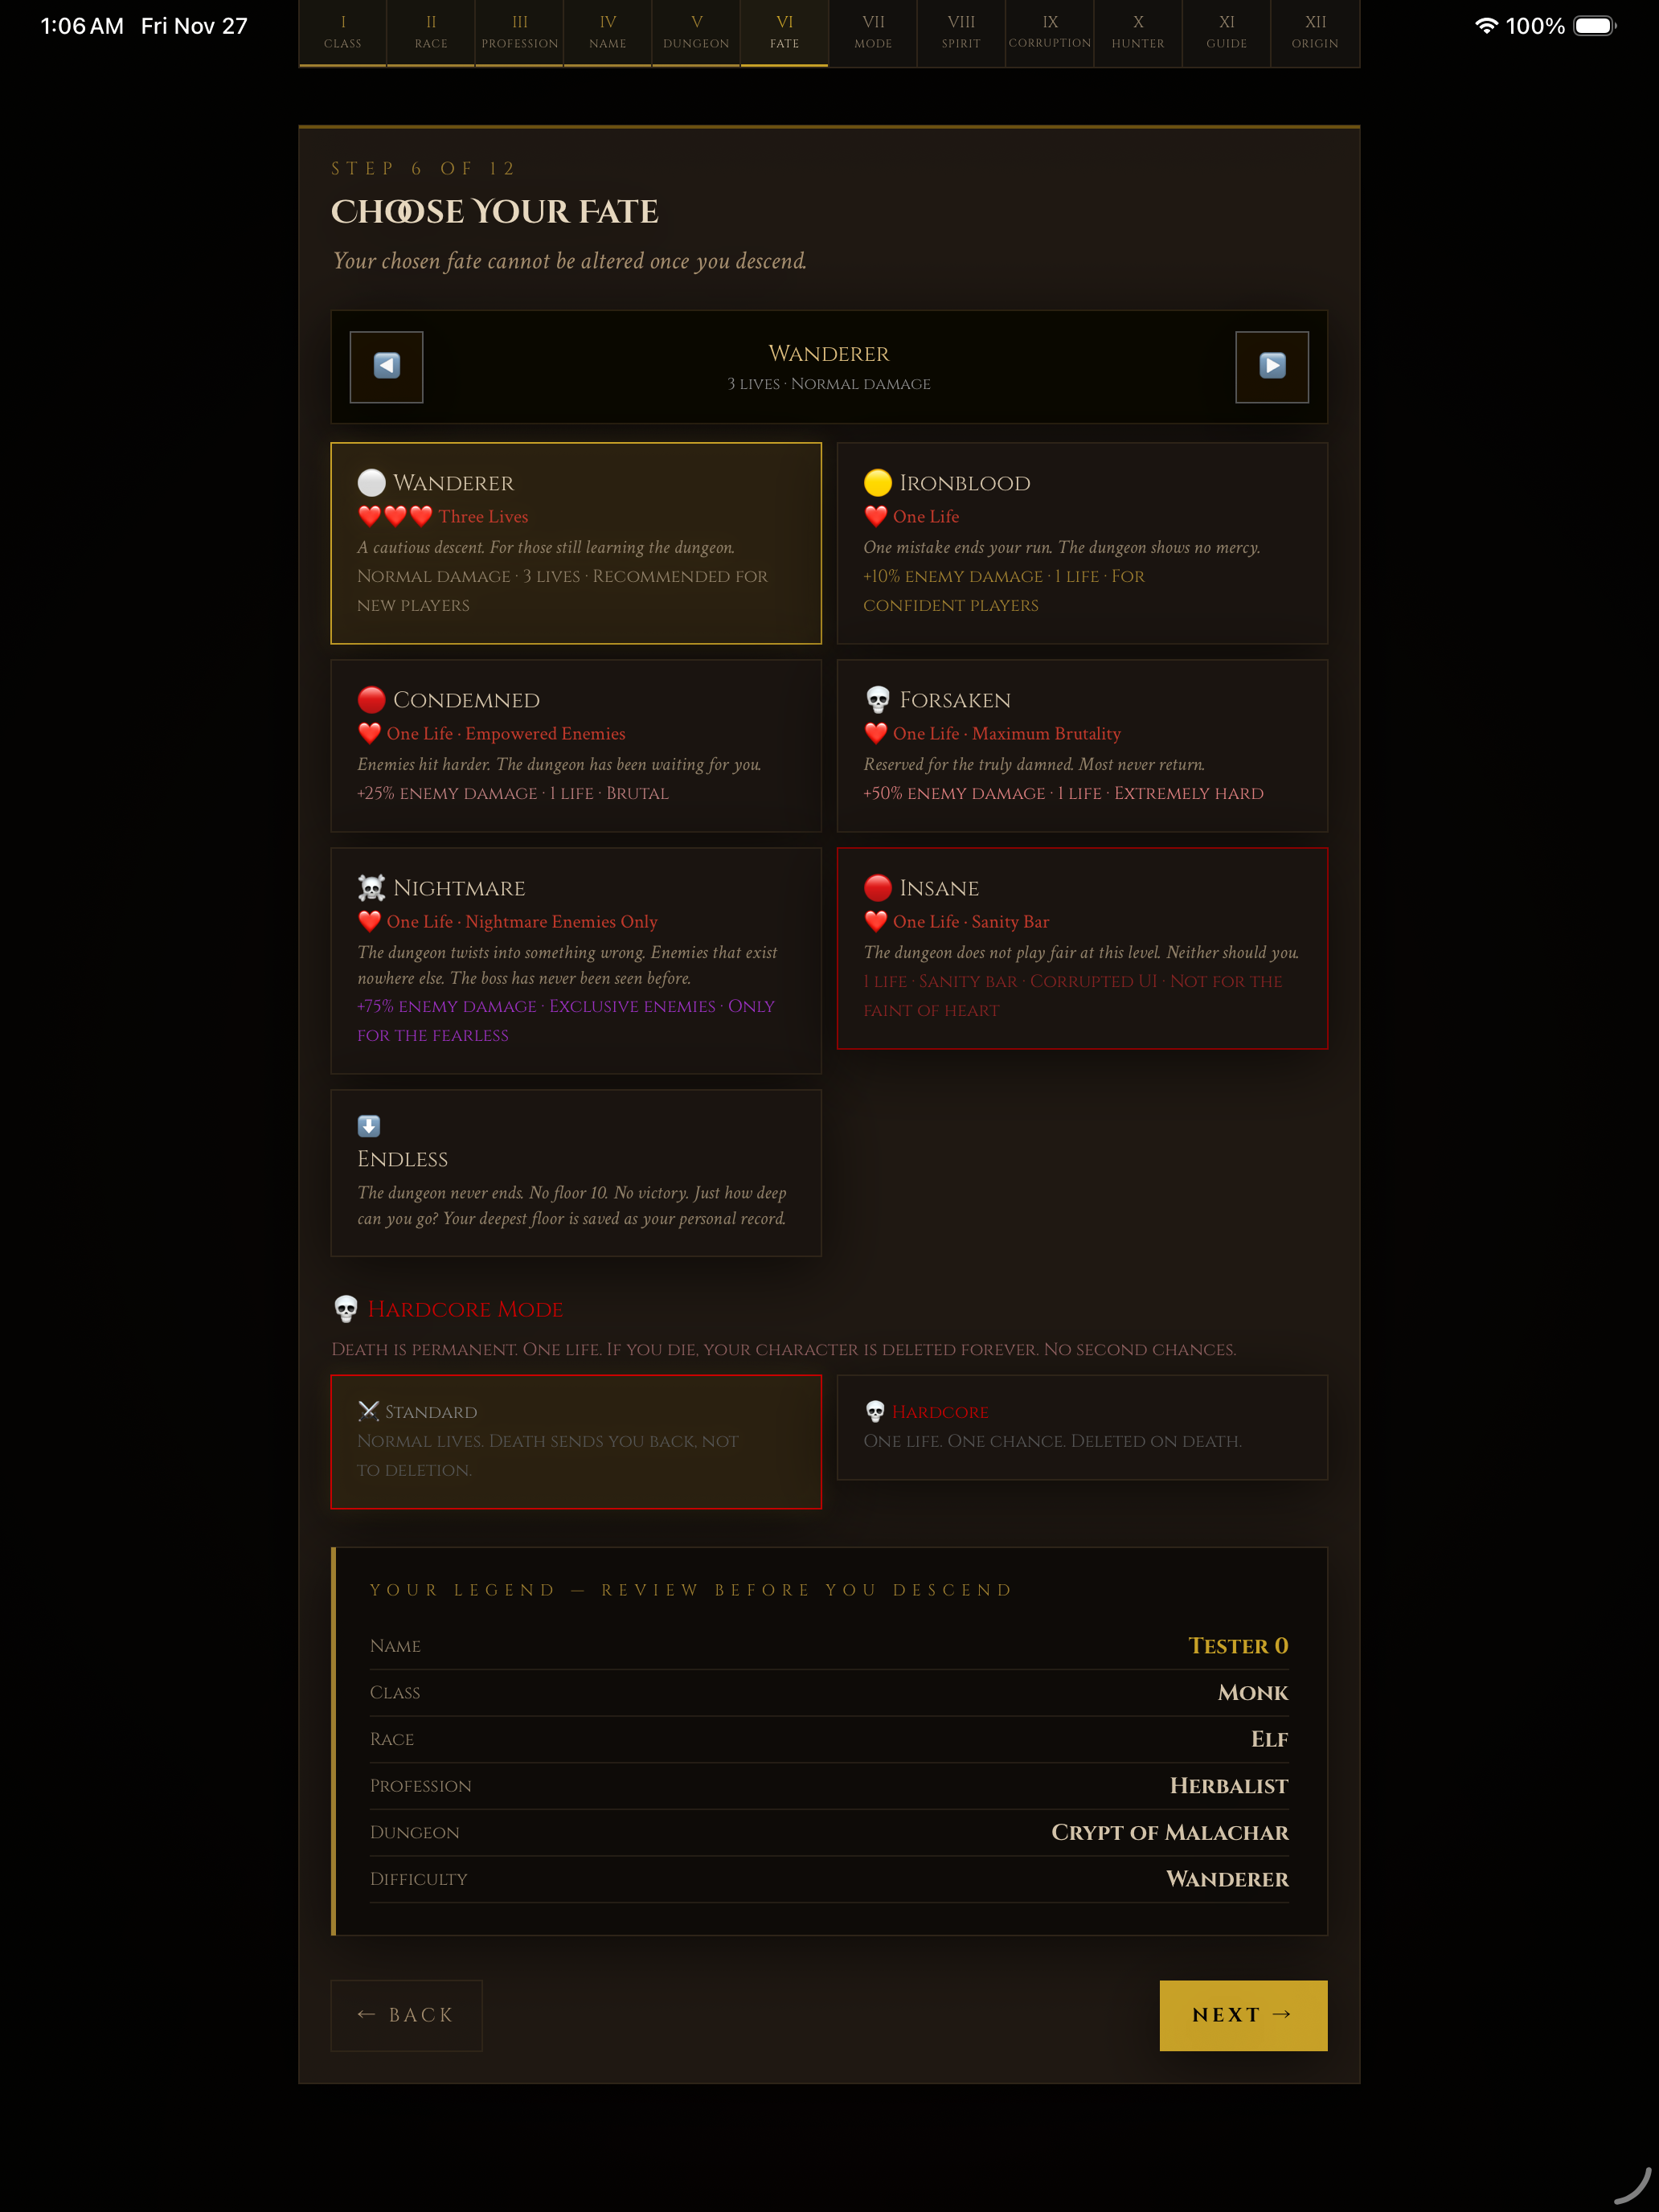 1:06 AM Fri Nov 27
100%
I
CLASS
II
RACE
III
PROFESSION
IV
NAME
V
DUNGEON
VI
FATE
VII
MODE
VIII
SPIRIT
IX
CORRUPTION
X
HUNTER
XI
GUIDE
XII
ORIGIN
STEP 6 OF 12
Choose Your Fate
Your chosen fate cannot be altered once you descend.
Wanderer
3 lives · Normal damage
Wanderer
Three Lives
A cautious descent. For those still learning the dungeon.
Normal damage · 3 lives · Recommended for
new players
Ironblood
One Life
One mistake ends your run. The dungeon shows no mercy.
+10% enemy damage · 1 life · For
confident players
Condemned
One Life · Empowered Enemies
Enemies hit harder. The dungeon has been waiting for you.
+25% enemy damage · 1 life · Brutal
Forsaken
One Life · Maximum Brutality
Reserved for the truly damned. Most never return.
+50% enemy damage · 1 life · Extremely hard
Nightmare
One Life · Nightmare Enemies Only
The dungeon twists into something wrong. Enemies that exist
nowhere else. The boss has never been seen before.
+75% enemy damage · Exclusive enemies · Only
for the fearless
Insane
One Life · Sanity Bar
The dungeon does not play fair at this level. Neither should you.
1 life · Sanity bar · Corrupted UI · Not for the
faint of heart
Endless
The dungeon never ends. No floor 10. No victory. Just how deep
can you go? Your deepest floor is saved as your personal record.
Hardcore Mode
Death is permanent. One life. If you die, your character is deleted forever. No second chances.
Standard
Normal lives. Death sends you back, not
to deletion.
Hardcore
One life. One chance. Deleted on death.
YOUR LEGEND — REVIEW BEFORE YOU DESCEND
Name
Tester 0
Class
Monk
Race
Elf
Profession
Herbalist
Dungeon
Crypt of Malachar
Difficulty
Wanderer
← BACK
NEXT →